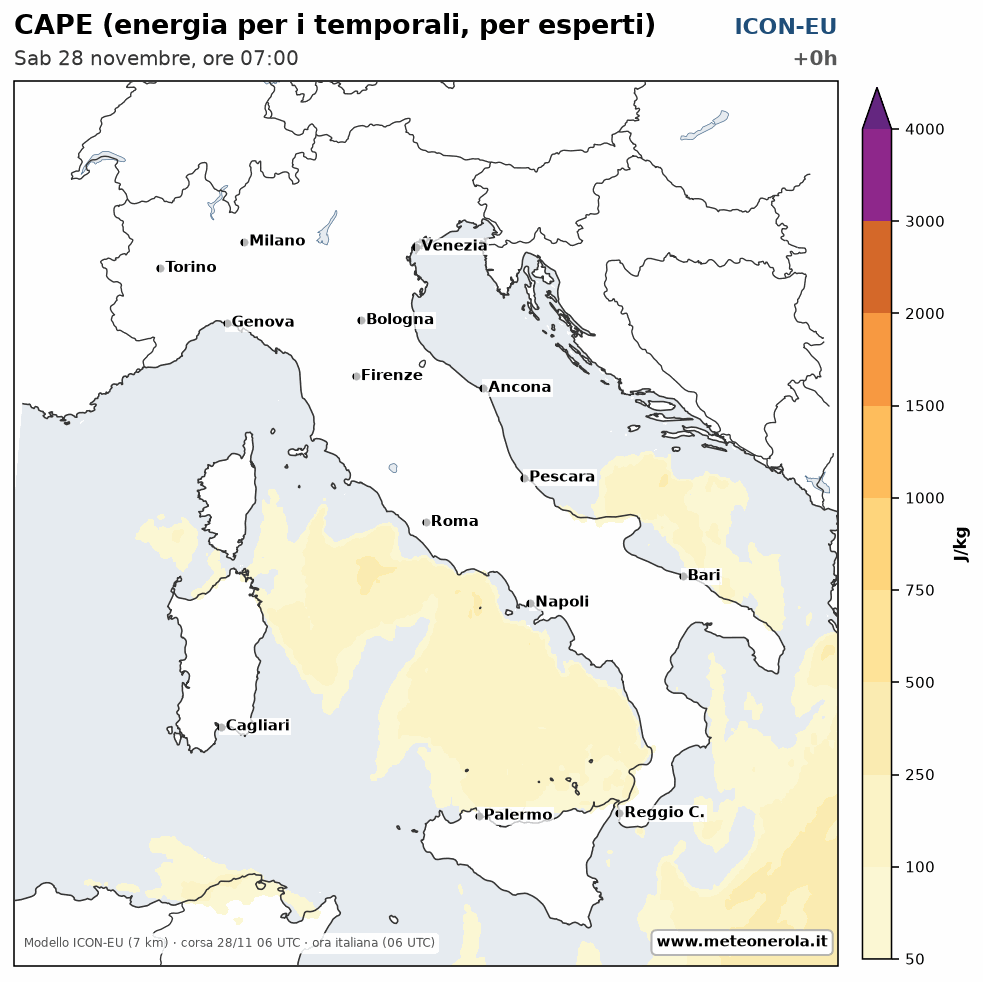 CAPE (energia per i temporali, per esperti)
ICON-EU
Sab 28 novembre, ore 07:00
+0h
4000
3000
2000
1500
1000
750
500
250
100
50
J/kg
Milano
Venezia
Torino
Genova
Bologna
Firenze
Ancona
Pescara
Roma
Bari
Napoli
Cagliari
Palermo
Reggio C.
Modello ICON-EU (7 km) · corsa 28/11 06 UTC · ora italiana (06 UTC)
www.meteonerola.it